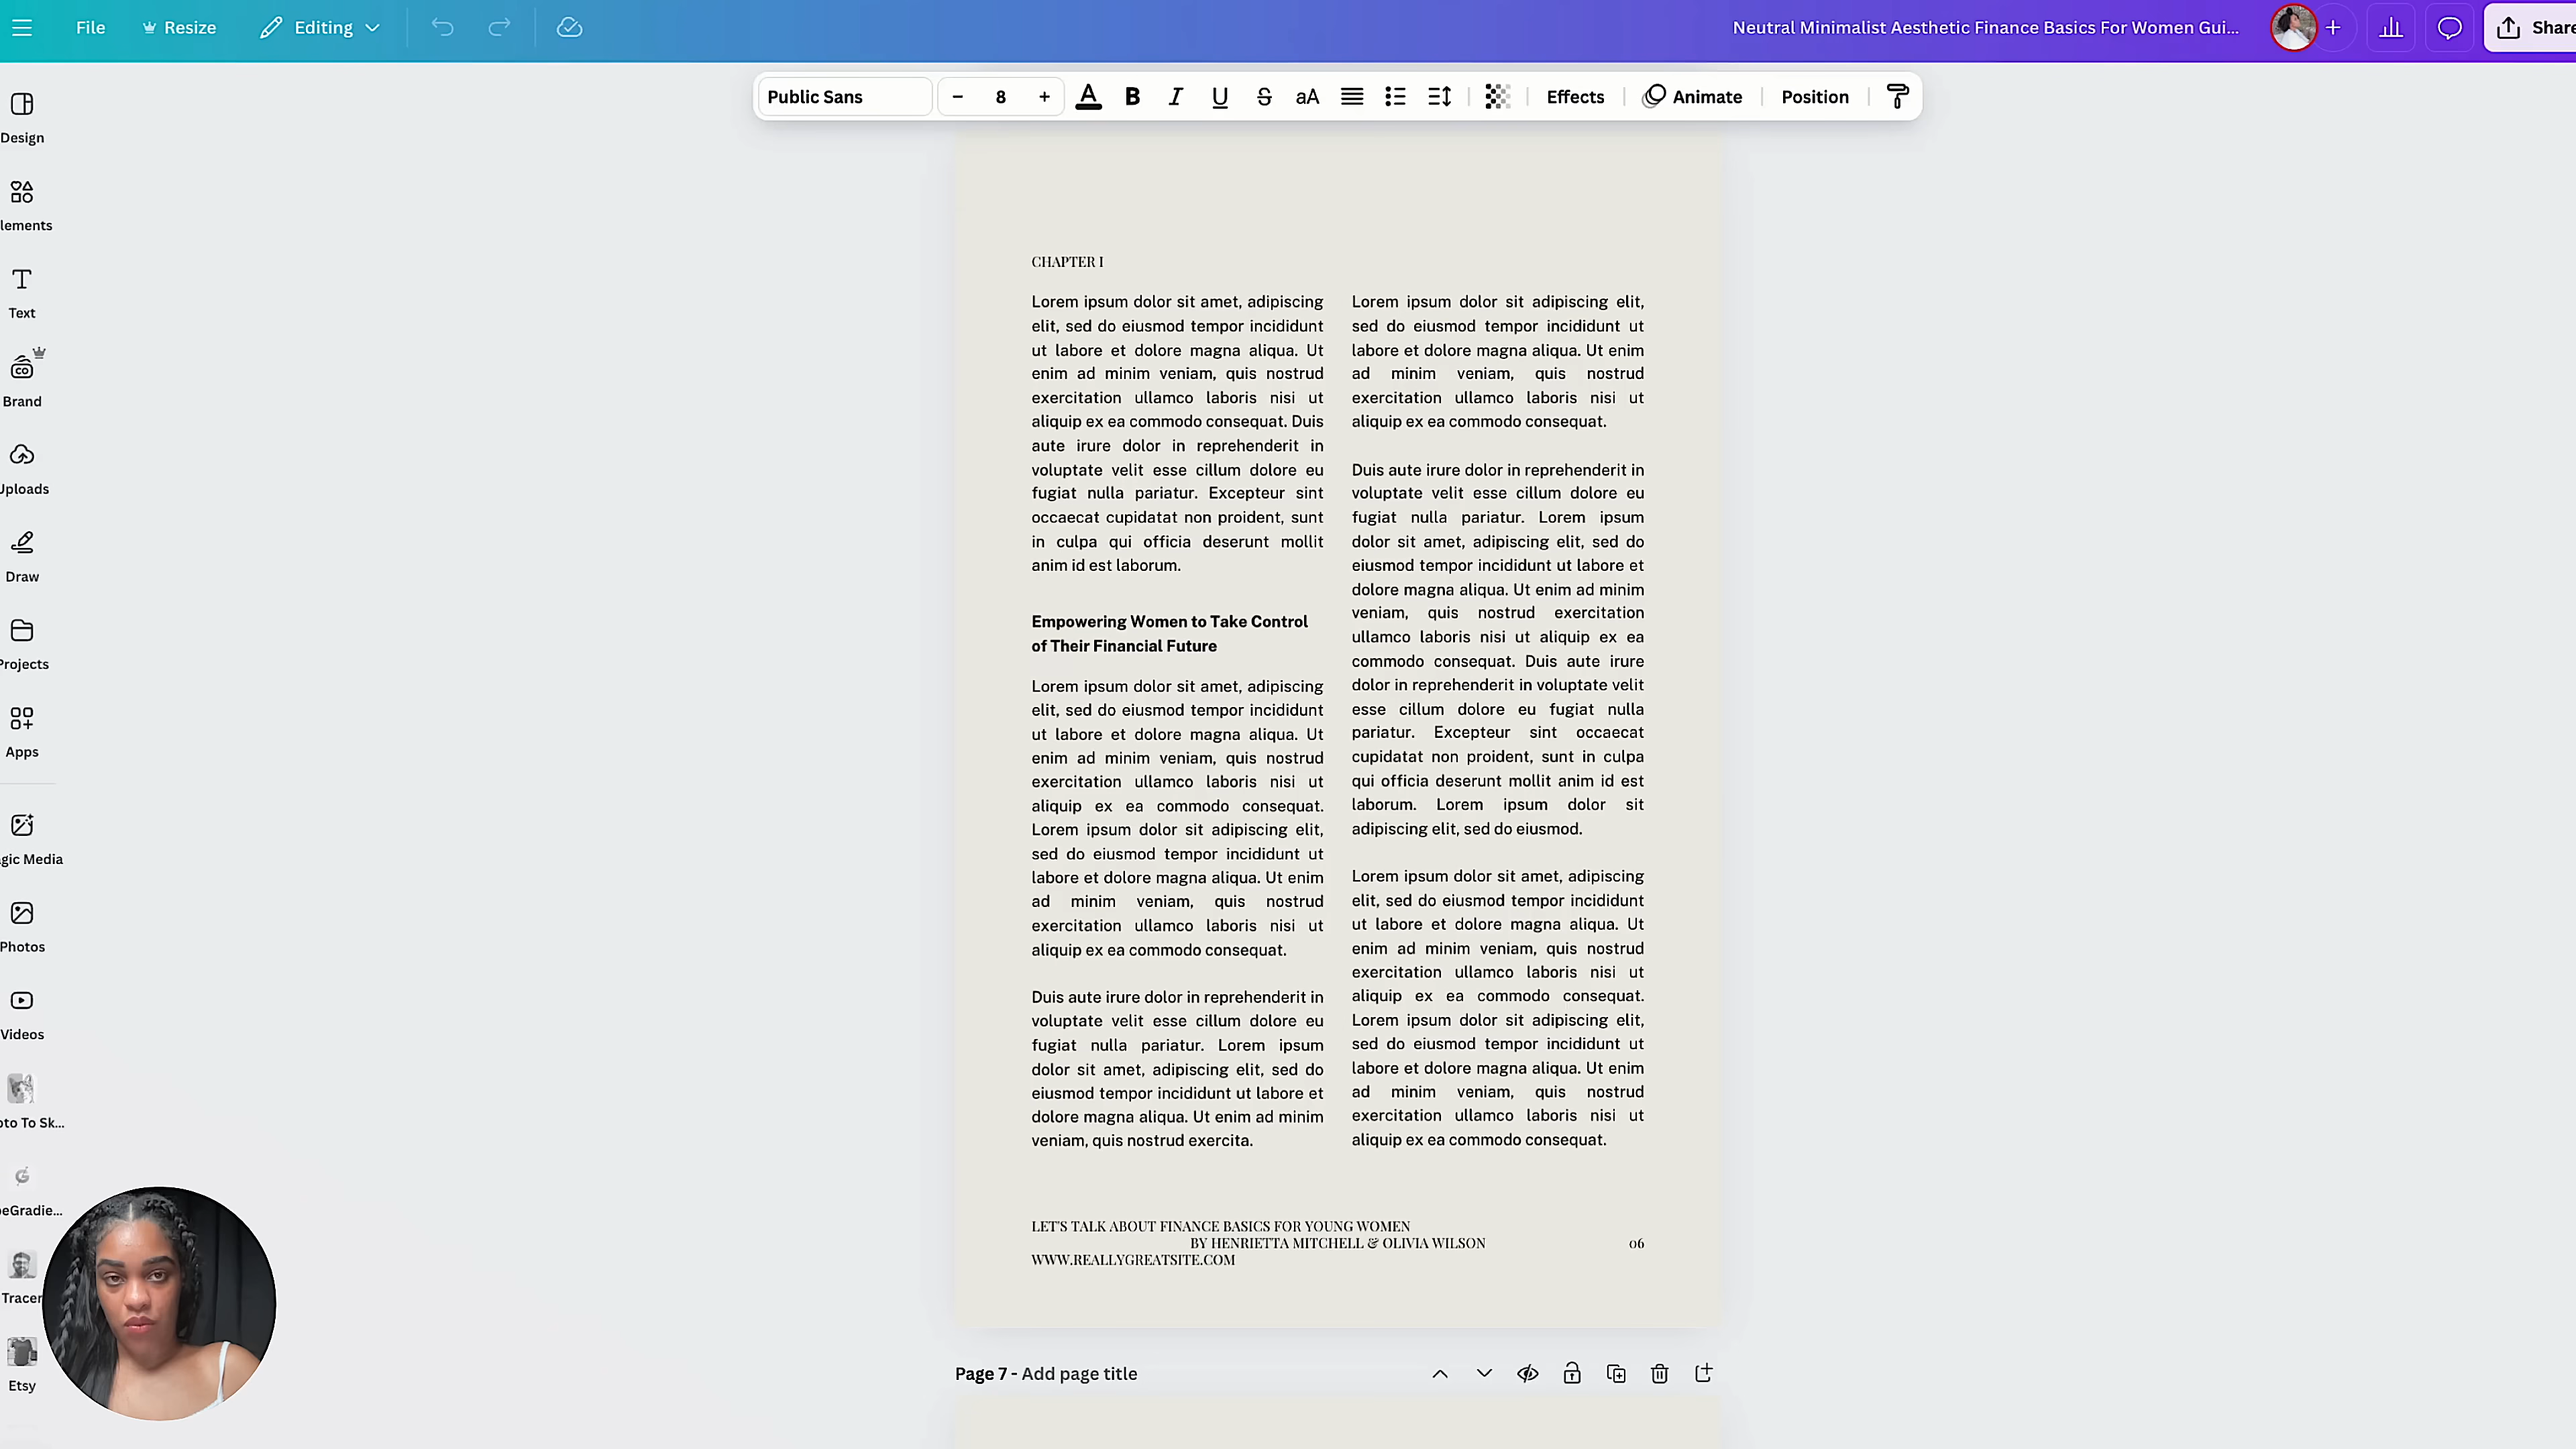 File
Resize
Editing
Neutral Minimalist Aesthetic Finance Basics For Women Gui...
Share
Public Sans
8
A
B
I
U
S
aA
Effects
Animate
Position
Design
Elements
Text
Brand
Uploads
Draw
Projects
Apps
gic Media
Photos
Videos
oto To Sk...
eGradie...
Tracer
Etsy
CHAPTER I
Lorem ipsum dolor sit amet, adipiscing
elit, sed do eiusmod tempor incididunt
ut labore et dolore magna aliqua. Ut
enim ad minim veniam, quis nostrud
exercitation ullamco laboris nisi ut
aliquip ex ea commodo consequat. Duis
aute irure dolor in reprehenderit in
voluptate velit esse cillum dolore eu
fugiat nulla pariatur. Excepteur sint
occaecat cupidatat non proident, sunt
in culpa qui officia deserunt mollit
anim id est laborum.
Empowering Women to Take Control
of Their Financial Future
Lorem ipsum dolor sit amet, adipiscing
elit, sed do eiusmod tempor incididunt
ut labore et dolore magna aliqua. Ut
enim ad minim veniam, quis nostrud
exercitation ullamco laboris nisi ut
aliquip ex ea commodo consequat.
Lorem ipsum dolor sit adipiscing elit,
sed do eiusmod tempor incididunt ut
labore et dolore magna aliqua. Ut enim
ad minim veniam, quis nostrud
exercitation ullamco laboris nisi ut
aliquip ex ea commodo consequat.
Duis aute irure dolor in reprehenderit in
voluptate velit esse cillum dolore eu
fugiat nulla pariatur. Lorem ipsum
dolor sit amet, adipiscing elit, sed do
eiusmod tempor incididunt ut labore et
dolore magna aliqua. Ut enim ad minim
veniam, quis nostrud exercita.
Lorem ipsum dolor sit adipiscing elit,
sed do eiusmod tempor incididunt ut
labore et dolore magna aliqua. Ut enim
ad minim veniam, quis nostrud
exercitation ullamco laboris nisi ut
aliquip ex ea commodo consequat.
Duis aute irure dolor in reprehenderit in
voluptate velit esse cillum dolore eu
fugiat nulla pariatur. Lorem ipsum
dolor sit amet, adipiscing elit, sed do
eiusmod tempor incididunt ut labore et
dolore magna aliqua. Ut enim ad minim
veniam, quis nostrud exercitation
ullamco laboris nisi ut aliquip ex ea
commodo consequat. Duis aute irure
dolor in reprehenderit in voluptate velit
esse cillum dolore eu fugiat nulla
pariatur. Excepteur sint occaecat
cupidatat non proident, sunt in culpa
qui officia deserunt mollit anim id est
laborum. Lorem ipsum dolor sit
adipiscing elit, sed do eiusmod.
Lorem ipsum dolor sit amet, adipiscing
elit, sed do eiusmod tempor incididunt
ut labore et dolore magna aliqua. Ut
enim ad minim veniam, quis nostrud
exercitation ullamco laboris nisi ut
aliquip ex ea commodo consequat.
Lorem ipsum dolor sit adipiscing elit,
sed do eiusmod tempor incididunt ut
labore et dolore magna aliqua. Ut enim
ad minim veniam, quis nostrud
exercitation ullamco laboris nisi ut
aliquip ex ea commodo consequat.
LET'S TALK ABOUT FINANCE BASICS FOR YOUNG WOMEN
BY HENRIETTA MITCHELL & OLIVIA WILSON
06
WWW.REALLYGREATSITE.COM
Page 7 - Add page title